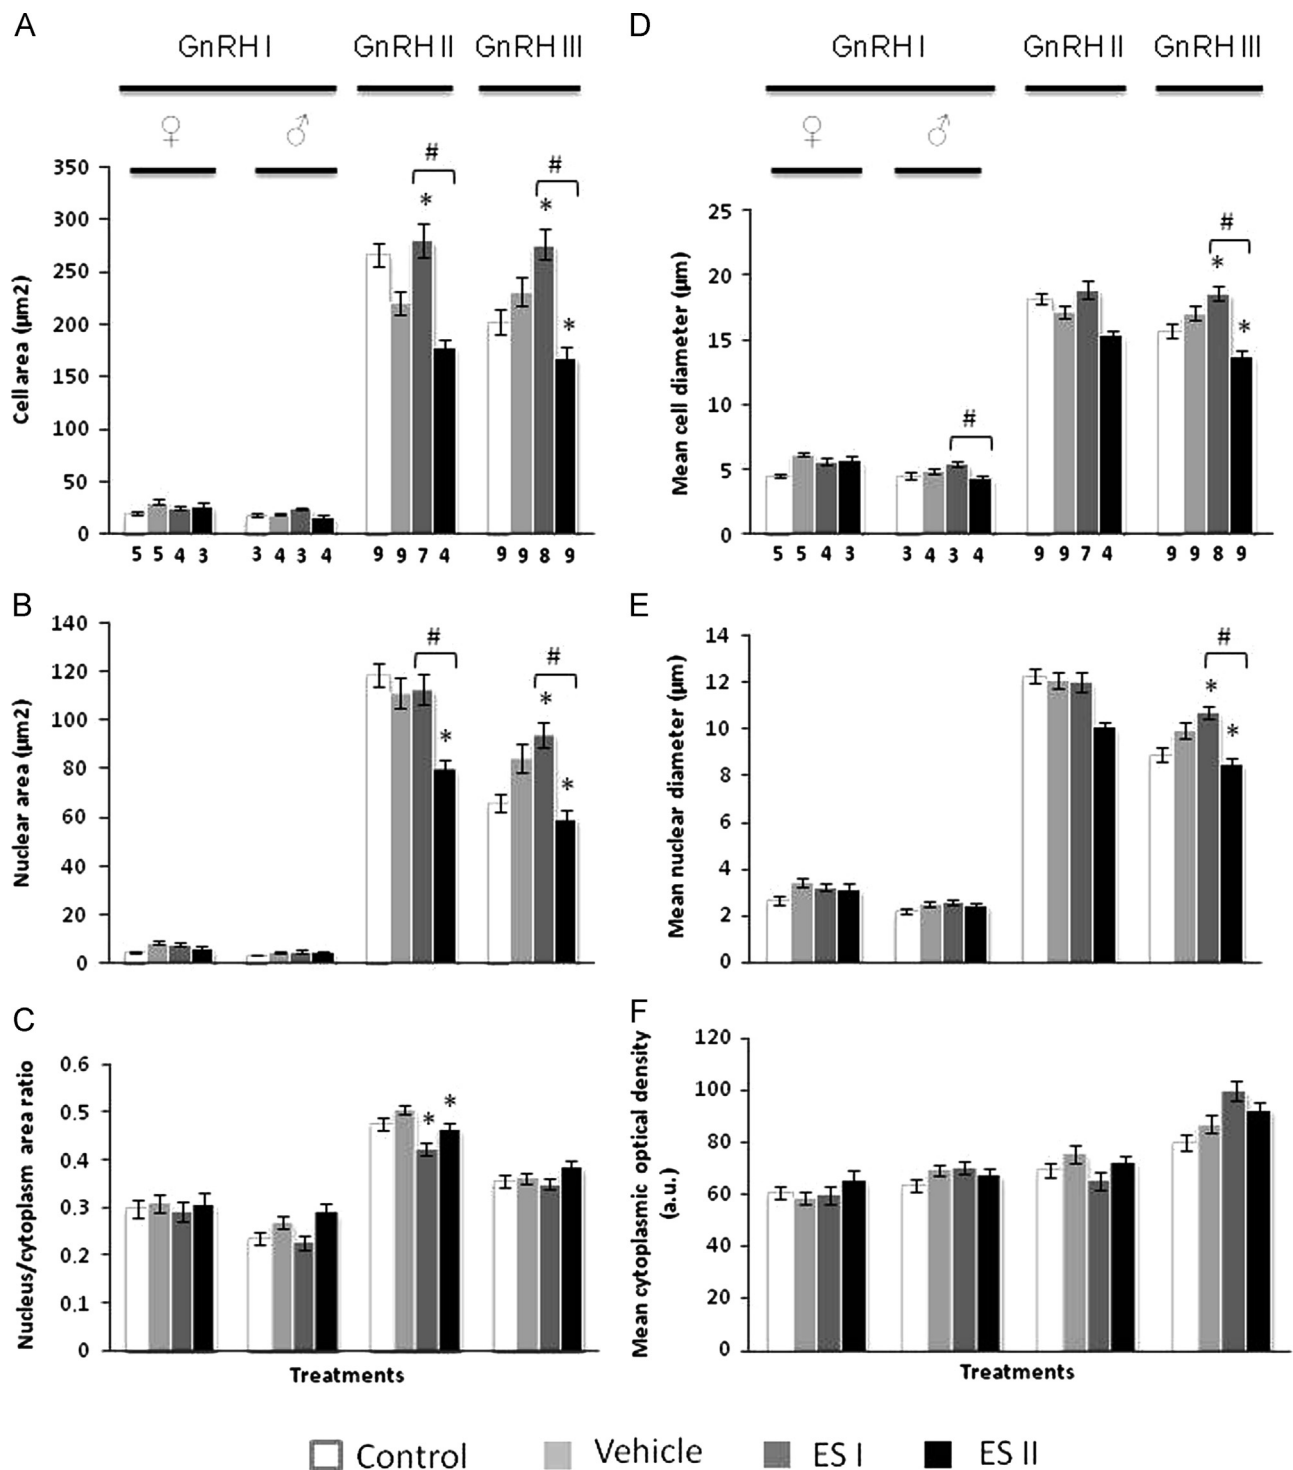 A
GnRH I GnRH II GnRH III
♀ ♂
# #
* * *
Cell area (µm2)
350
300
250
200
150
100
50
0
5 5 4 3 3 4 3 4 9 9 7 4 9 9 8 9
D
GnRH I GnRH II GnRH III
♀ ♂
# #
* *
Mean cell diameter (µm)
25
20
15
10
5
0
5 5 4 3 3 4 3 4 9 9 7 4 9 9 8 9
B
# #
* * *
Nuclear area (µm2)
140
120
100
80
60
40
20
0
E
#
* *
Mean nuclear diameter (µm)
14
12
10
8
6
4
2
0
C
* *
Nucleus/cytoplasm area ratio
0.6
0.5
0.4
0.3
0.2
0.1
0
Treatments
F
Mean cytoplasmic optical density
(a.u.)
120
100
80
60
40
20
0
Treatments
Control Vehicle ES I ES II